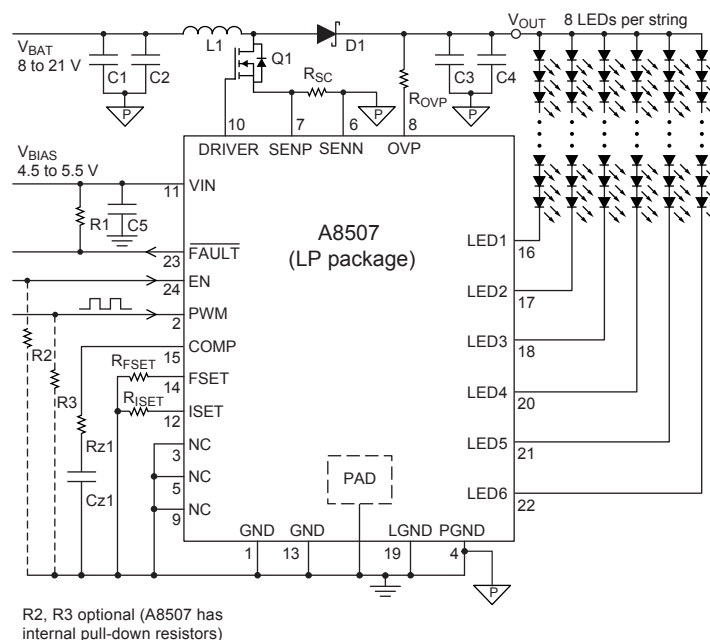 VOUT
8 LEDs per string
VBAT
8 to 21 V
L1
D1
Q1
C1
C2
RSC
C3
C4
ROVP
P
P
P
10
7
6
8
DRIVER
SENP
SENN
OVP
VBIAS
4.5 to 5.5 V
11
VIN
R1
C5
A8507
(LP package)
FAULT
23
EN
24
PWM
2
COMP
15
RFSET
FSET
14
RISET
ISET
12
R2
R3
Rz1
Cz1
NC
3
NC
5
NC
9
LED1
16
LED2
17
LED3
18
LED4
20
LED5
21
LED6
22
PAD
GND
GND
LGND
PGND
1
13
19
4
P
R2, R3 optional (A8507 has
internal pull-down resistors)